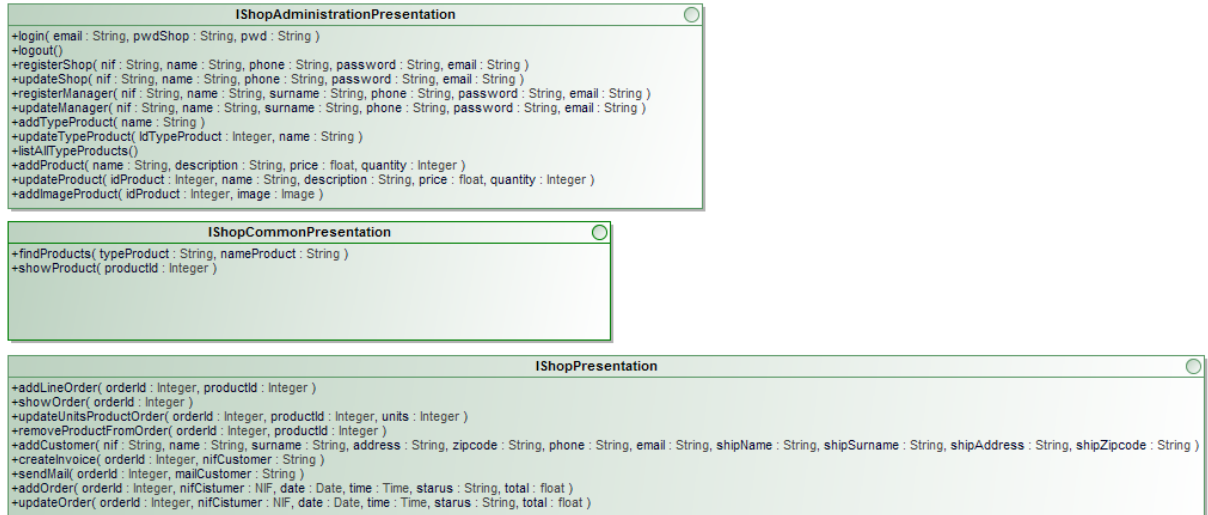 IShopAdministrationPresentation
+login( email : String, pwdShop : String, pwd : String )
+logout()
+registerShop( nif : String, name : String, phone : String, password : String, email : String )
+updateShop( nif : String, name : String, phone : String, password : String, email : String )
+registerManager( nif : String, name : String, surname : String, phone : String, password : String, email : String )
+updateManager( nif : String, name : String, surname : String, phone : String, password : String, email : String )
+addTypeProduct( name : String )
+updateTypeProduct( IdTypeProduct : Integer, name : String )
+listAllTypeProducts()
+addProduct( name : String, description : String, price : float, quantity : Integer )
+updateProduct( idProduct : Integer, name : String, description : String, price : float, quantity : Integer )
+addImageProduct( idProduct : Integer, image : Image )
IShopCommonPresentation
+findProducts( typeProduct : String, nameProduct : String )
+showProduct( productId : Integer )
IShopPresentation
+addLineOrder( orderId : Integer, productId : Integer )
+showOrder( orderId : Integer )
+updateUnitsProductOrder( orderId : Integer, productId : Integer, units : Integer )
+removeProductFromOrder( orderId : Integer, productId : Integer )
+addCustomer( nif : String, name : String, surname : String, address : String, zipcode : String, phone : String, email : String, shipName : String, shipSurname : String, shipAddress : String, shipZipcode : String )
+createInvoice( orderId : Integer, nifCustomer : String )
+sendMail( orderId : Integer, mailCustomer : String )
+addOrder( orderId : Integer, nifCistumer : NIF, date : Date, time : Time, starus : String, total : float )
+updateOrder( orderId : Integer, nifCistumer : NIF, date : Date, time : Time, starus : String, total : float )